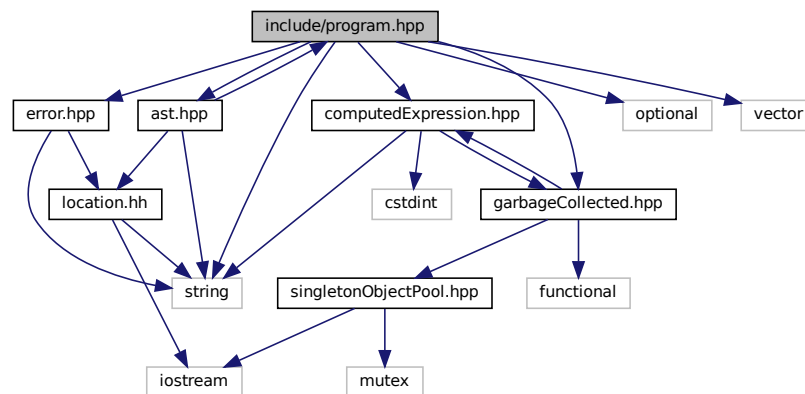 include/program.hpp
error.hpp
ast.hpp
computedExpression.hpp
optional
vector
location.hh
cstdint
garbageCollected.hpp
string
singletonObjectPool.hpp
functional
iostream
mutex